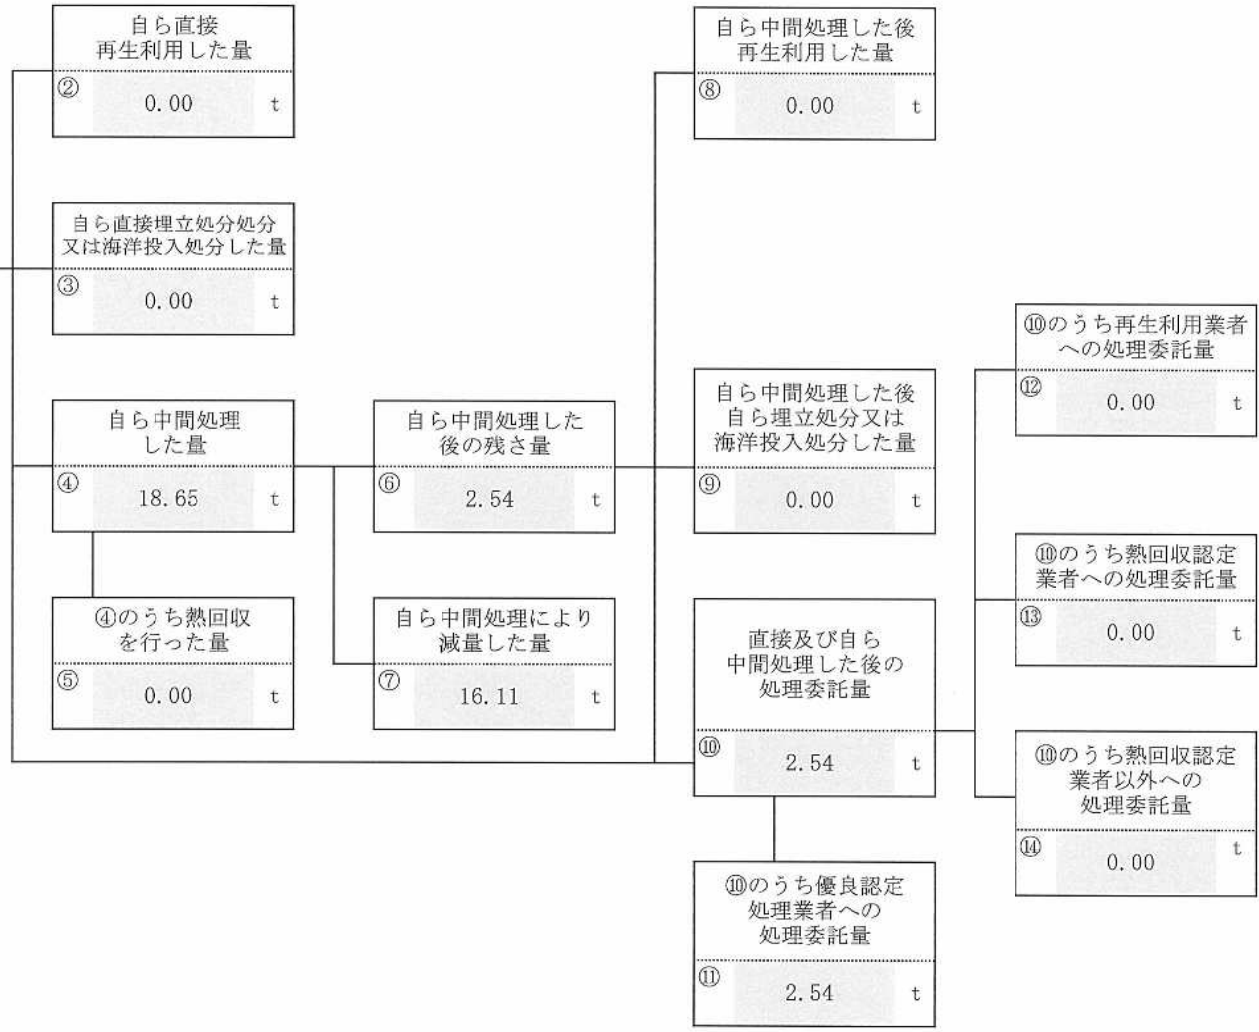 自ら直接
再生利用した量
②
0.00 t
自ら直接埋立処分処分
又は海洋投入処分した量
③
0.00 t
自ら中間処理
した量
④
18.65 t
④のうち熱回収
を行った量
⑤
0.00 t
自ら中間処理した
後の残さ量
⑥
2.54 t
自ら中間処理により
減量した量
⑦
16.11 t
自ら中間処理した後
再生利用した量
⑧
0.00 t
自ら中間処理した後
自ら埋立処分又は
海洋投入処分した量
⑨
0.00 t
直接及び自ら
中間処理した後の
処理委託量
⑩
2.54 t
⑩のうち優良認定
処理業者への
処理委託量
⑪
2.54 t
⑩のうち再生利用業者
への処理委託量
⑫
0.00 t
⑩のうち熱回収認定
業者への処理委託量
⑬
0.00 t
⑩のうち熱回収認定
業者以外への
処理委託量
⑭
0.00 t